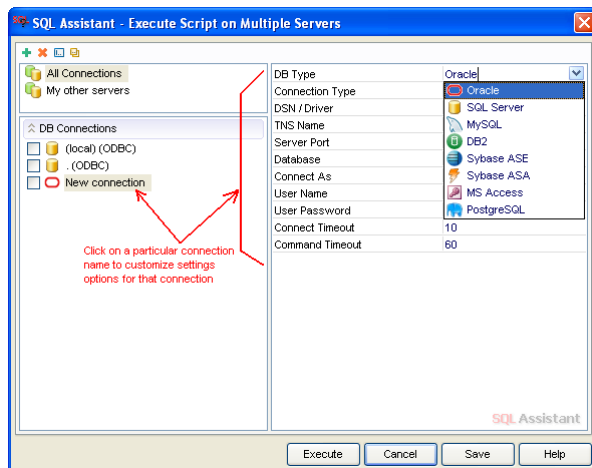 SQL Assistant - Execute Script on Multiple Servers
All Connections
My other servers
DB Connections
(local) (ODBC)
. (ODBC)
New connection
Click on a particular connection
name to customize settings
options for that connection
DB Type Oracle
Connection Type
DSN / Driver
TNS Name
Server Port
Database
Connect As
User Name
User Password
Connect Timeout 10
Command Timeout 60
Oracle
SQL Server
MySQL
DB2
Sybase ASE
Sybase ASA
MS Access
PostgreSQL
SQL Assistant
Execute Cancel Save Help